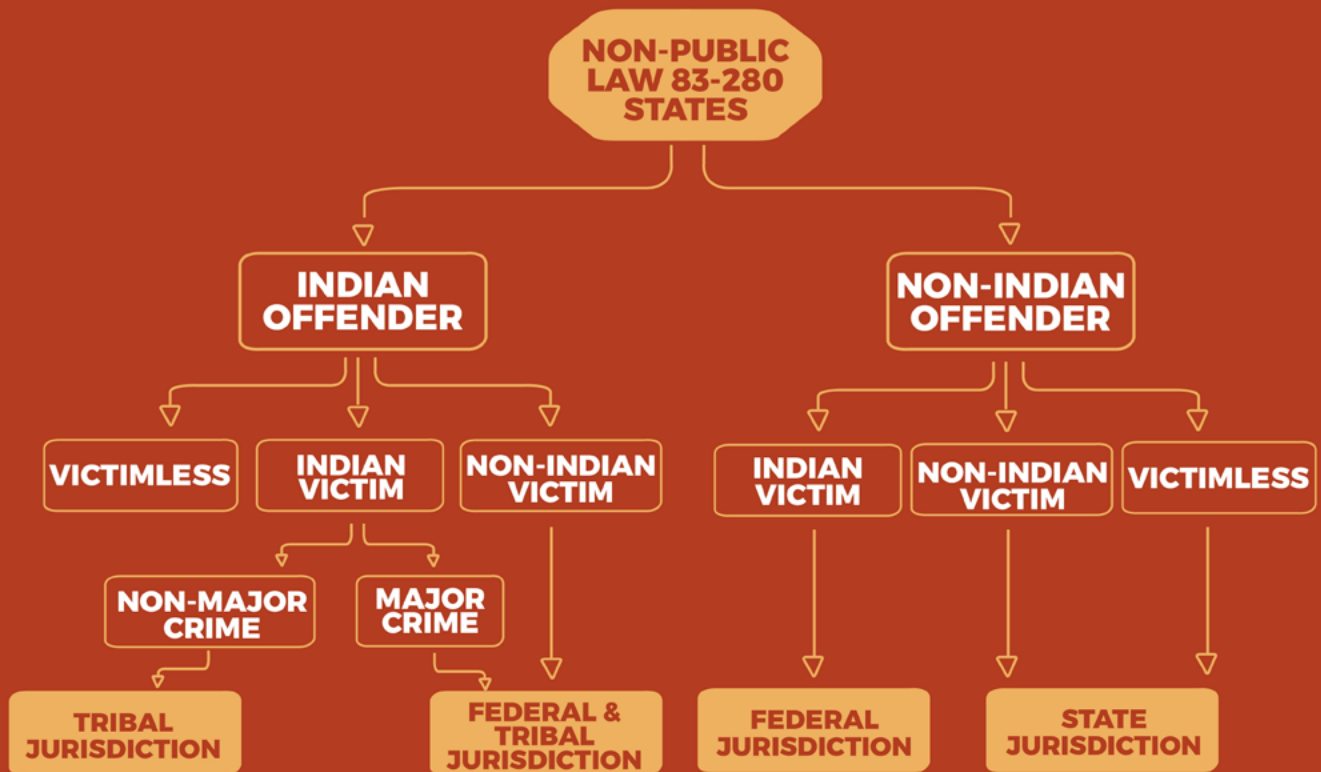 NON-PUBLIC
LAW 83-280
STATES
INDIAN
OFFENDER
NON-INDIAN
OFFENDER
VICTIMLESS
INDIAN
VICTIM
NON-INDIAN
VICTIM
INDIAN
VICTIM
NON-INDIAN
VICTIM
VICTIMLESS
NON-MAJOR
CRIME
MAJOR
CRIME
TRIBAL
JURISDICTION
FEDERAL &
TRIBAL
JURISDICTION
FEDERAL
JURISDICTION
STATE
JURISDICTION